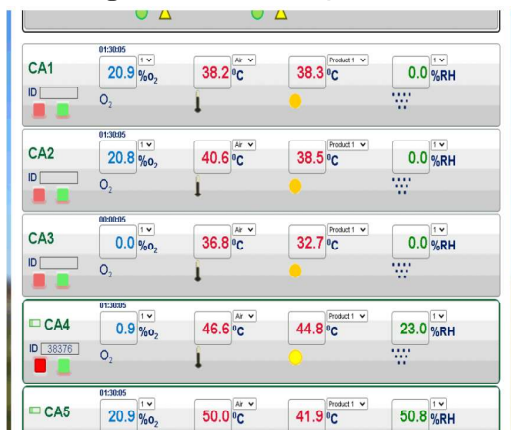 01:30:05
CA1 20.9 %o₂ 1 38.2 °C Air 38.3 °C Product 1 0.0 %RH 1
ID
O₂
01:30:05
CA2 20.8 %o₂ 1 40.6 °C Air 38.5 °C Product 1 0.0 %RH 1
ID
O₂
00:00:05
CA3 0.0 %o₂ 1 36.8 °C Air 32.7 °C Product 1 0.0 %RH 1
ID
O₂
01:30:05
CA4 0.9 %o₂ 1 46.6 °C Air 44.8 °C Product 1 23.0 %RH 1
ID 38376
O₂
01:30:05
CA5 20.9 %o₂ 1 50.0 °C Air 41.9 °C Product 1 50.8 %RH 1